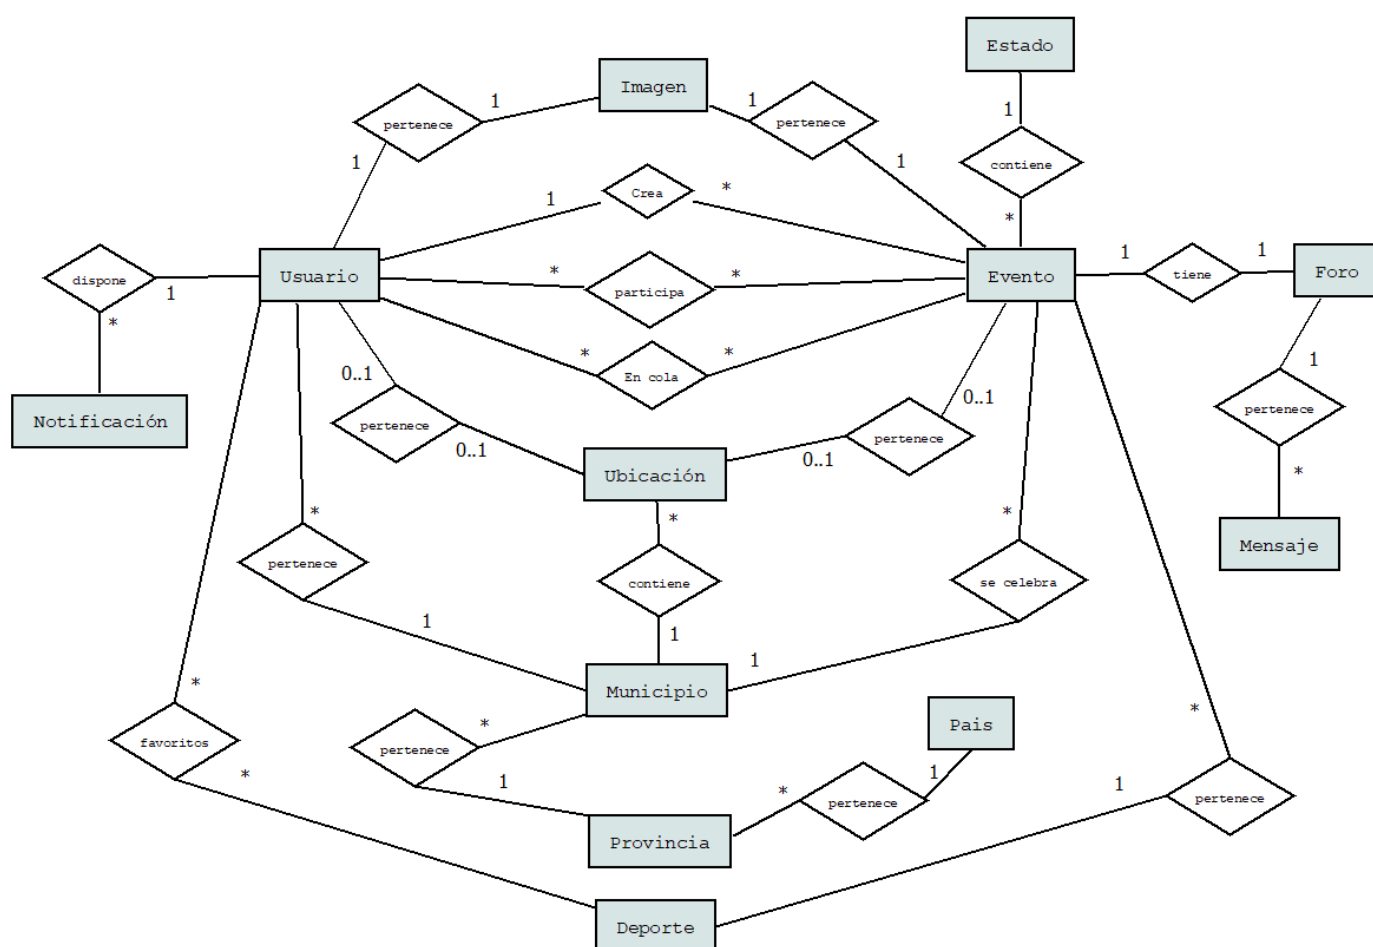 Estado
Imagen
1
1
pertenece
pertenece
1
1
1
contiene
1
*
Crea
*
1
*
Usuario
Evento
1
tiene
1
Foro
dispone
1
*
participa
*
*
*
En cola
*
1
0..1
0..1
pertenece
pertenece
pertenece
Notificación
0..1
0..1
Ubicación
*
*
*
*
Mensaje
pertenece
contiene
se celebra
1
1
1
Municipio
*
*
*
Pais
favoritos
pertenece
*
1
*
1
1
pertenece
pertenece
Provincia
Deporte